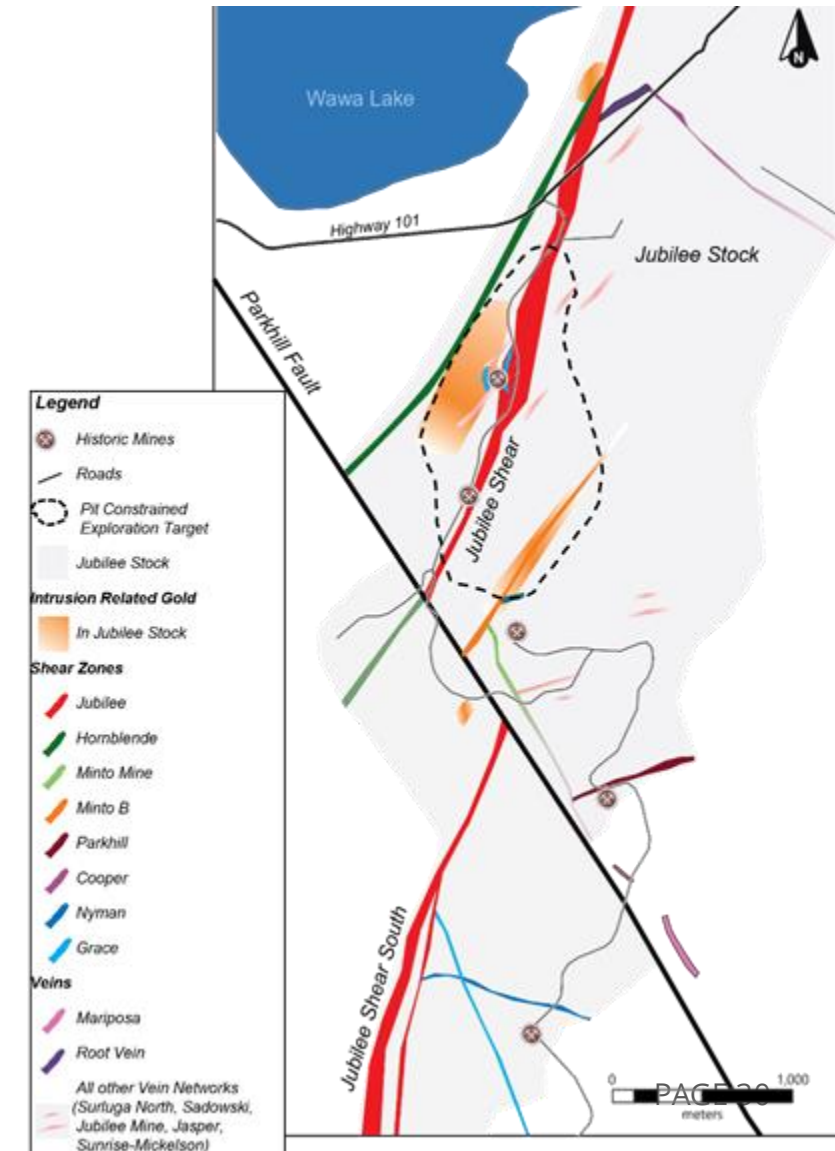 N
Wawa Lake
Highway 101
Jubilee Stock
Parkhill Fault
Jubilee Shear
Jubilee Shear South
Legend
Historic Mines
Roads
Pit Constrained
Exploration Target
Jubilee Stock
Intrusion Related Gold
In Jubilee Stock
Shear Zones
Jubilee
Hornblende
Minto Mine
Minto B
Parkhill
Cooper
Nyman
Grace
Veins
Mariposa
Root Vein
All other Vein Networks
(Surluga North, Sadowski,
Jubilee Mine, Jasper,
Sunrise-Mickelson)
0 1,000
PAGE 30
meters